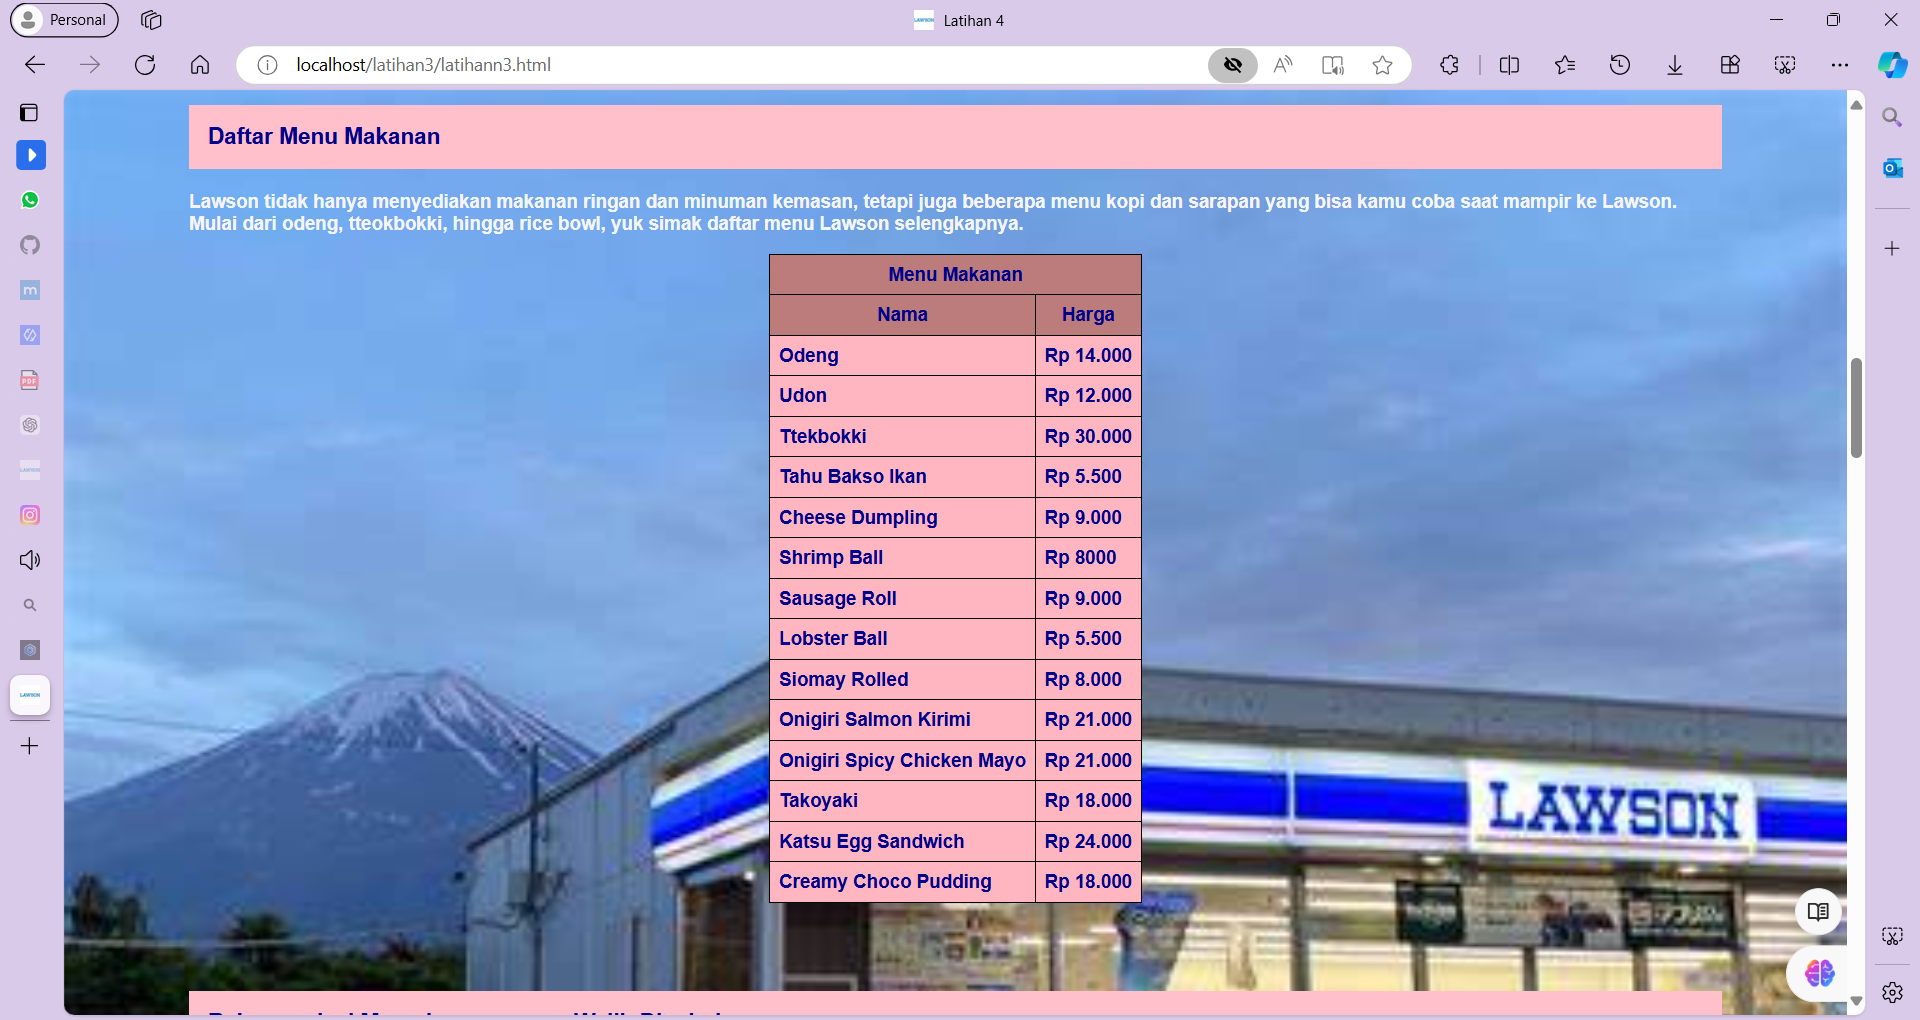 Personal
Latihan 4
localhost/latihan3/latihann3.html
Daftar Menu Makanan
Lawson tidak hanya menyediakan makanan ringan dan minuman kemasan, tetapi juga beberapa menu kopi dan sarapan yang bisa kamu coba saat mampir ke Lawson.
Mulai dari odeng, tteokbokki, hingga rice bowl, yuk simak daftar menu Lawson selengkapnya.
Menu Makanan
Nama Harga
Odeng Rp 14.000
Udon Rp 12.000
Ttekbokki Rp 30.000
Tahu Bakso Ikan Rp 5.500
Cheese Dumpling Rp 9.000
Shrimp Ball Rp 8000
Sausage Roll Rp 9.000
Lobster Ball Rp 5.500
Siomay Rolled Rp 8.000
Onigiri Salmon Kirimi Rp 21.000
Onigiri Spicy Chicken Mayo Rp 21.000
Takoyaki Rp 18.000
Katsu Egg Sandwich Rp 24.000
Creamy Choco Pudding Rp 18.000
LAWSON